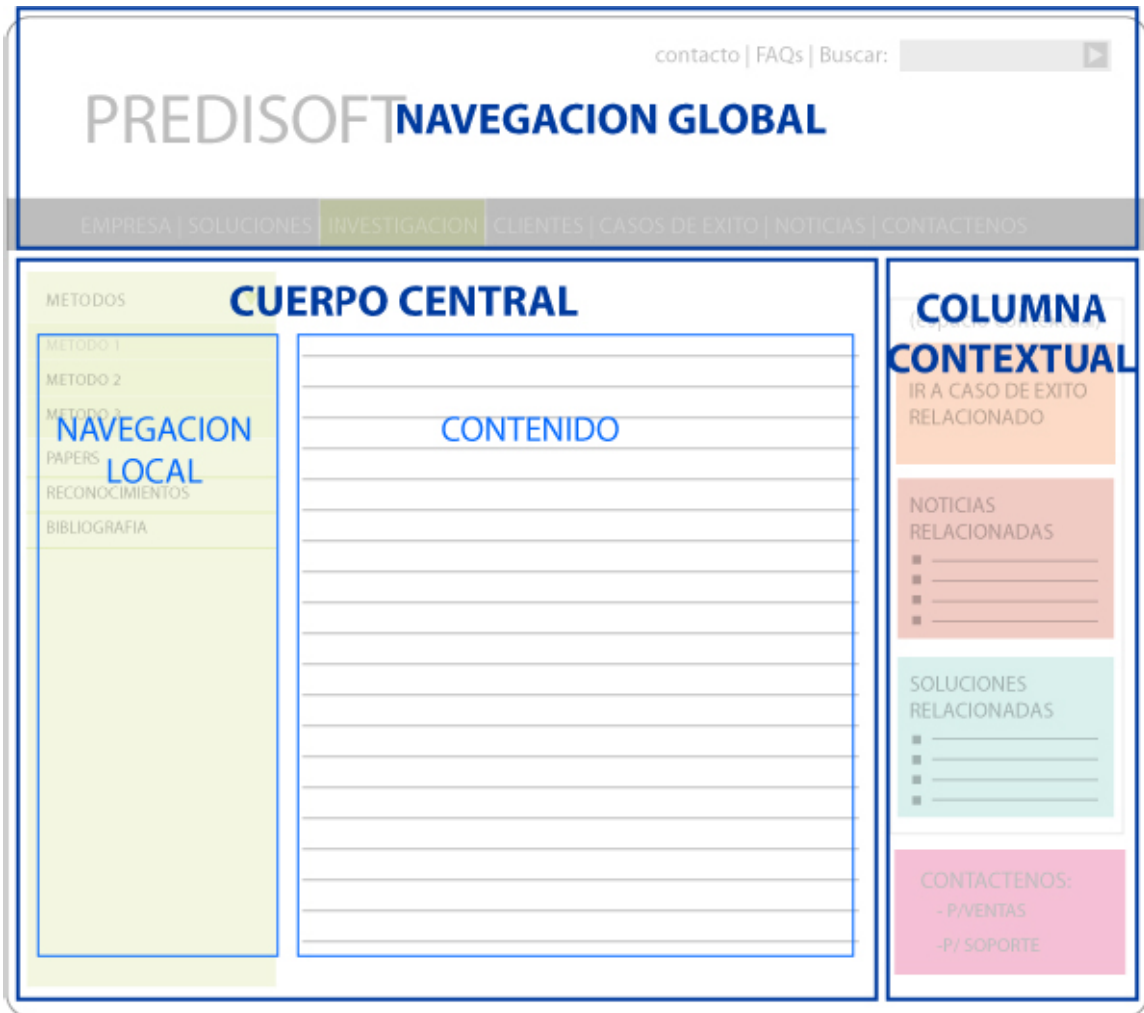 contacto | FAQs | Buscar:
PREDISOFT
NAVEGACION GLOBAL
EMPRESA | SOLUCIONES | INVESTIGACION | CLIENTES | CASOS DE EXITO | NOTICIAS | CONTACTENOS
CUERPO CENTRAL
METODOS
METODO 1
METODO 2
METODO 3
NAVEGACION
LOCAL
PAPERS
RECONOCIMIENTOS
BIBLIOGRAFIA
CONTENIDO
COLUMNA
CONTEXTUAL
(espacio contextual)
IR A CASO DE EXITO
RELACIONADO
NOTICIAS
RELACIONADAS
SOLUCIONES
RELACIONADAS
CONTACTENOS:
- P/VENTAS
-P/ SOPORTE